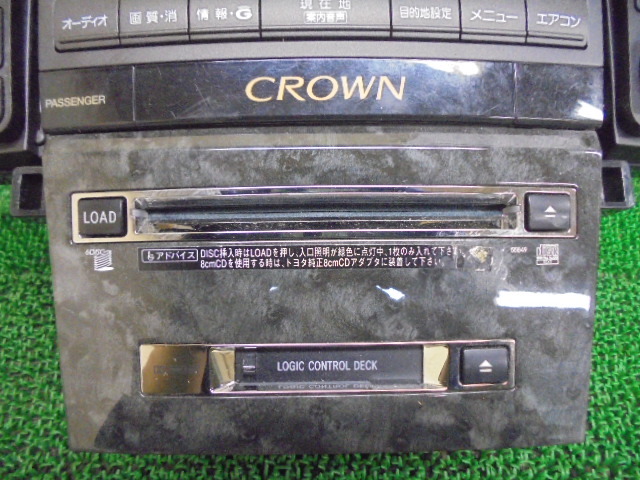 オーディオ 画質・消 情報・G 現在地 (案内音声) 目的地設定 メニュー エアコン
PASSENGER
CROWN
LOAD
6DISC
アドバイス DISC挿入時はLOADを押し、入口照明が緑色に点灯中、1枚のみ入れて下さい。
8cmCDを使用する時は、トヨタ純正8cmCDアダプタに装着して下さい。
LOGIC CONTROL DECK